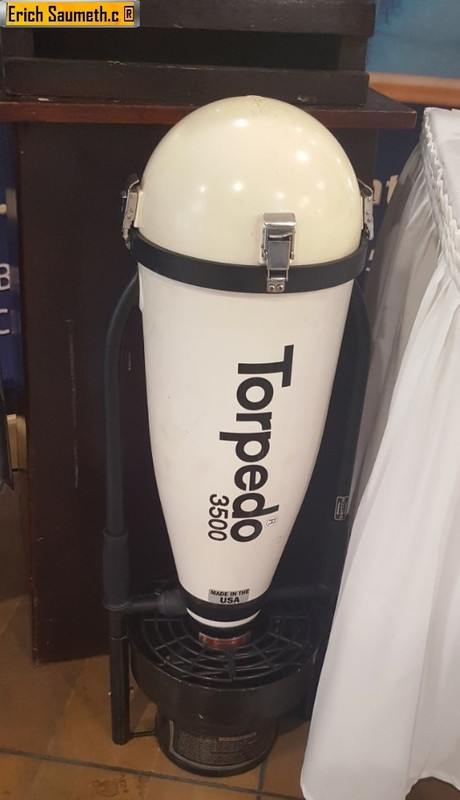 Erich Saumeth.c ®
Torpedo
3500
MADE IN THE
USA
B
C